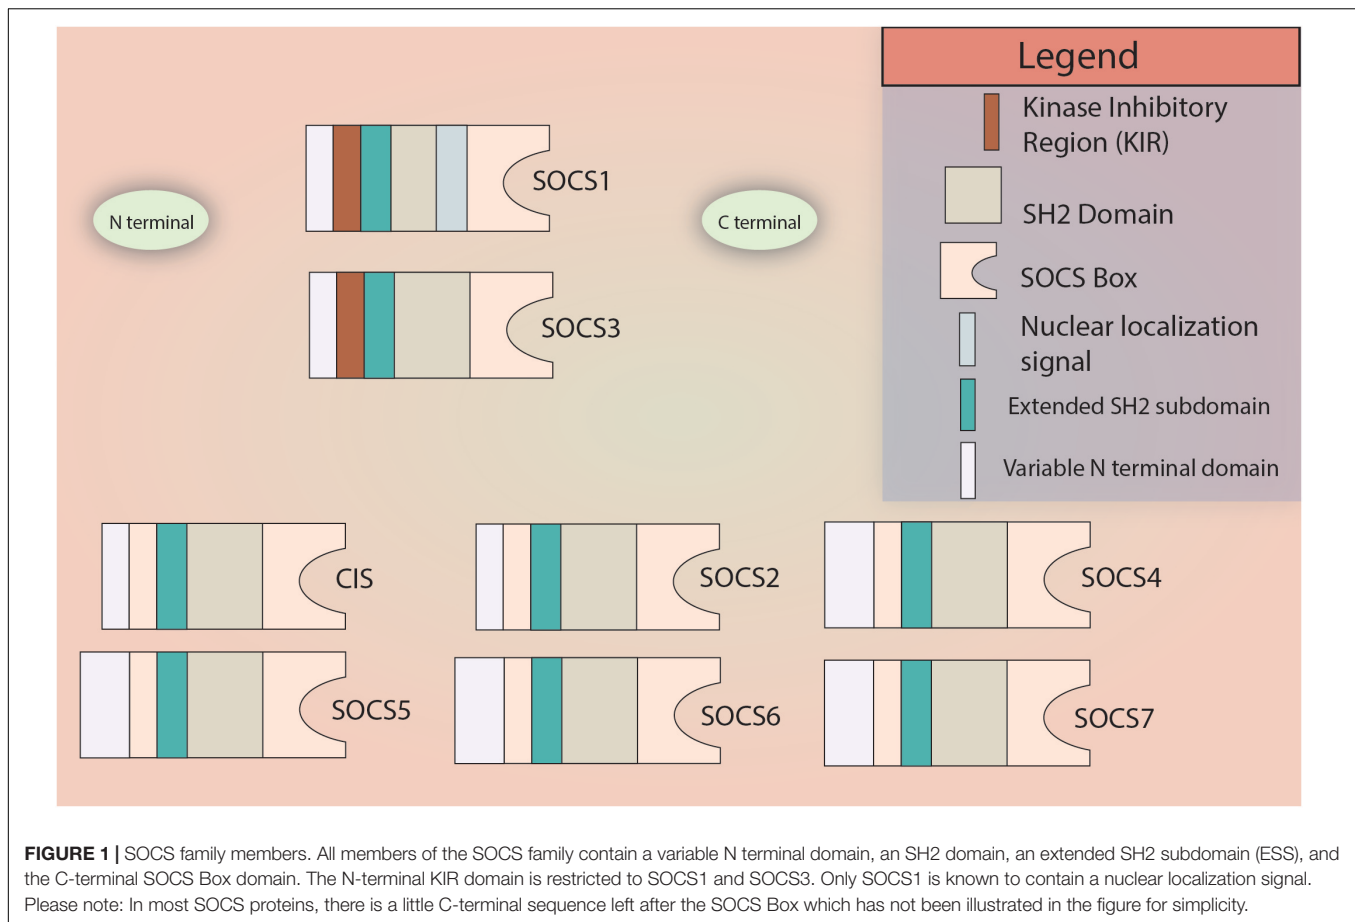 Legend
Kinase Inhibitory
Region (KIR)
SH2 Domain
SOCS Box
Nuclear localization
signal
Extended SH2 subdomain
Variable N terminal domain
N terminal
C terminal
SOCS1
SOCS3
CIS
SOCS2
SOCS4
SOCS5
SOCS6
SOCS7
FIGURE 1 | SOCS family members. All members of the SOCS family contain a variable N terminal domain, an SH2 domain, an extended SH2 subdomain (ESS), and
the C-terminal SOCS Box domain. The N-terminal KIR domain is restricted to SOCS1 and SOCS3. Only SOCS1 is known to contain a nuclear localization signal.
Please note: In most SOCS proteins, there is a little C-terminal sequence left after the SOCS Box which has not been illustrated in the figure for simplicity.